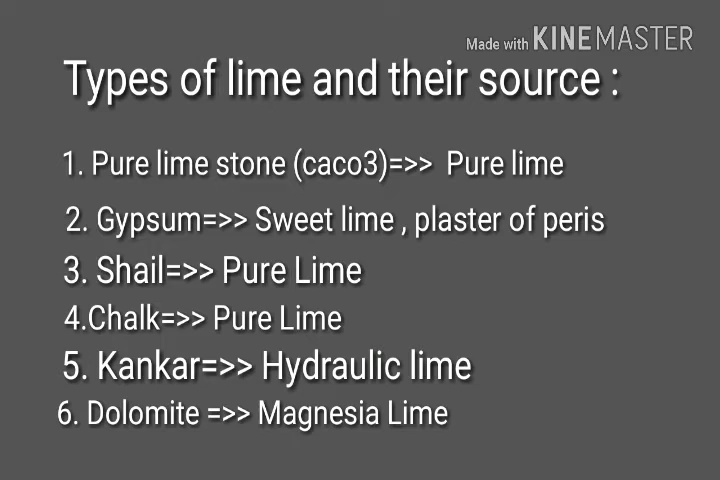 Made with KINEMASTER
Types of lime and their source :
1. Pure lime stone (caco3)=>> Pure lime
2. Gypsum=>> Sweet lime , plaster of peris
3. Shail=>> Pure Lime
4.Chalk=>> Pure Lime
5. Kankar=>> Hydraulic lime
6. Dolomite =>> Magnesia Lime